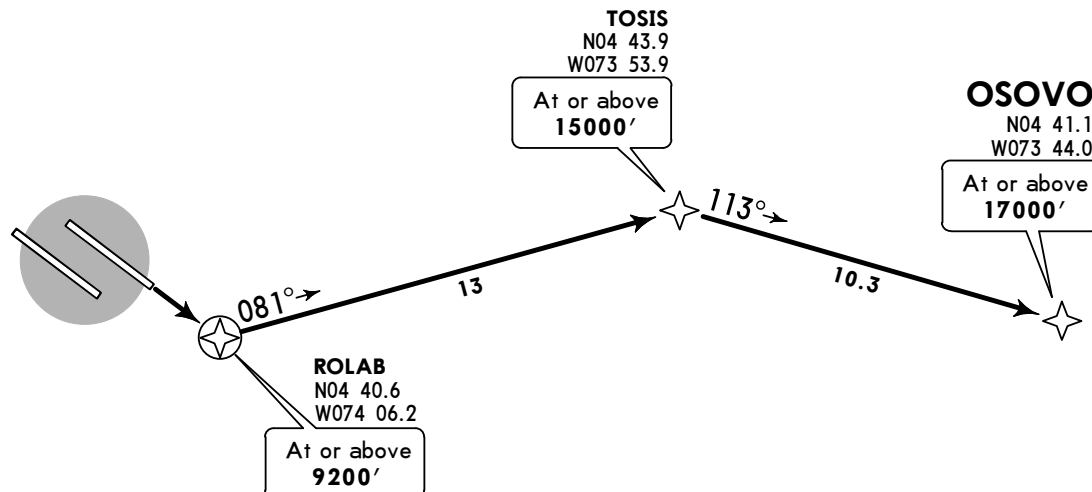 TOSIS
N04 43.9
W073 53.9
At or above
15000′
OSOVO
N04 41.1
W073 44.0
At or above
17000′
113°
10.3
081°
13
ROLAB
N04 40.6
W074 06.2
At or above
9200′